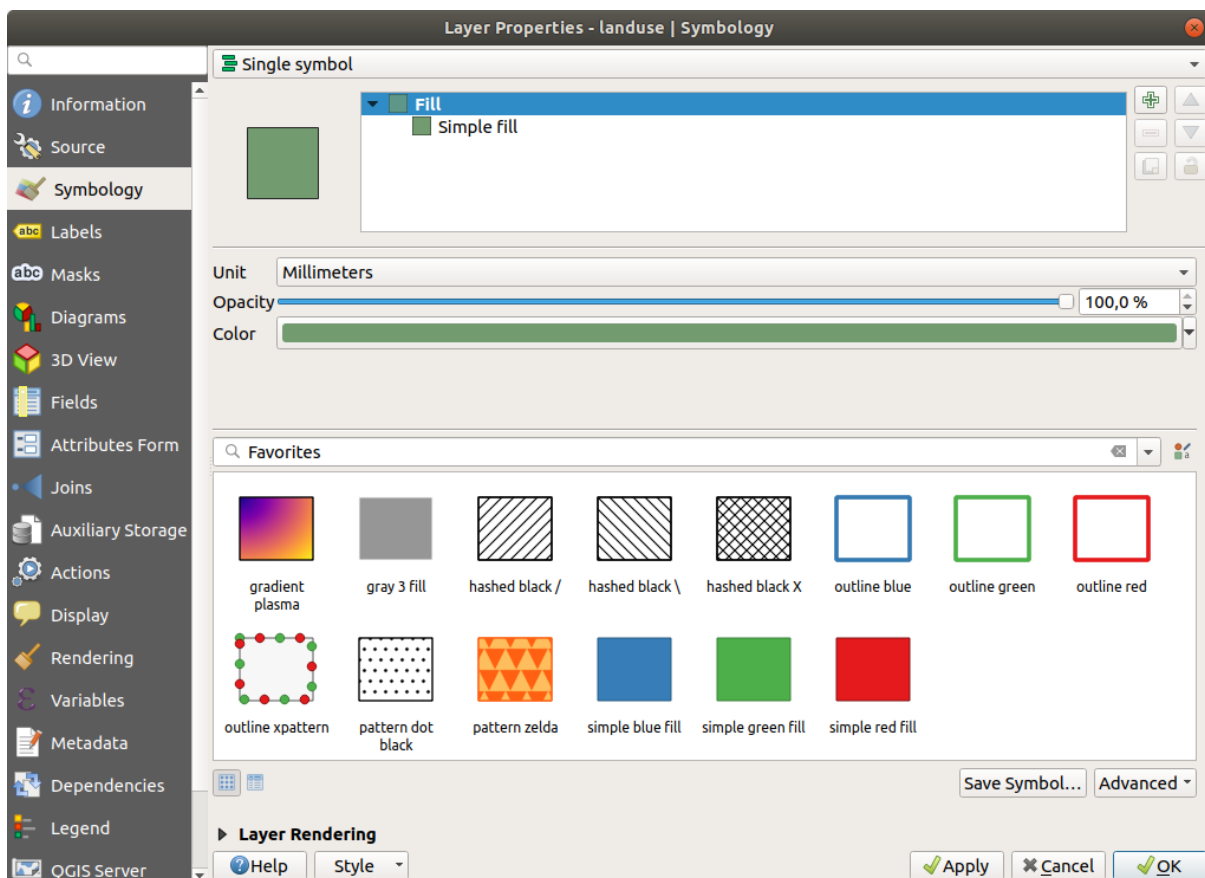 Layer Properties - landuse | Symbology
Single symbol
Information
Source
Symbology
Labels
Masks
Diagrams
3D View
Fields
Attributes Form
Joins
Auxiliary Storage
Actions
Display
Rendering
Variables
Metadata
Dependencies
Legend
QGIS Server
Fill
Simple fill
Unit Millimeters
Opacity 100,0 %
Color
Favorites
gradient plasma
gray 3 fill
hashed black /
hashed black \
hashed black X
outline blue
outline green
outline red
outline xpattern
pattern dot black
pattern zelda
simple blue fill
simple green fill
simple red fill
Save Symbol... Advanced
Layer Rendering
Help Style Apply Cancel OK